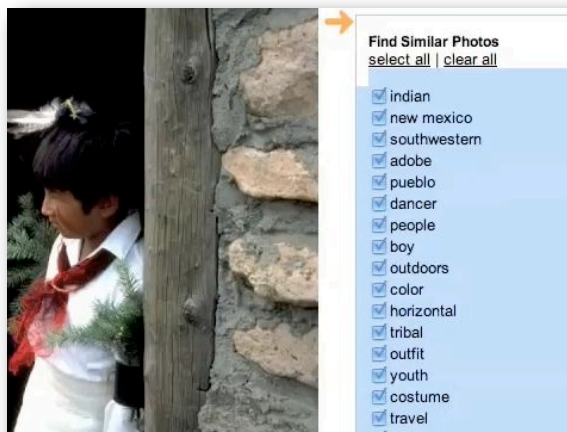 Find Similar Photos
select all | clear all
indian
new mexico
southwestern
adobe
pueblo
dancer
people
boy
outdoors
color
horizontal
tribal
outfit
youth
costume
travel